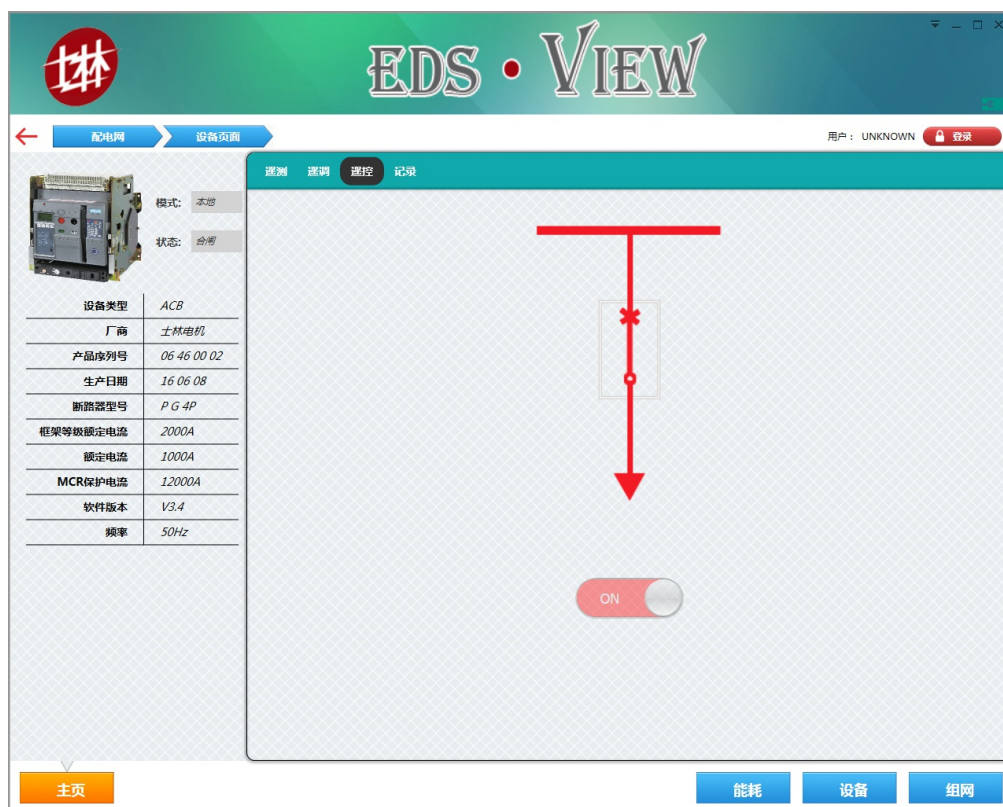 EDS • VIEW
配电网 设备页面
用户： UNKNOWN 登录
遥测 遥调 遥控 记录
模式: 本地
状态: 合闸
设备类型 ACB
厂商 士林电机
产品序列号 06 46 00 02
生产日期 16 06 08
断路器型号 P G 4P
框架等级额定电流 2000A
额定电流 1000A
MCR保护电流 12000A
软件版本 V3.4
频率 50Hz
ON
主页 能耗 设备 组网